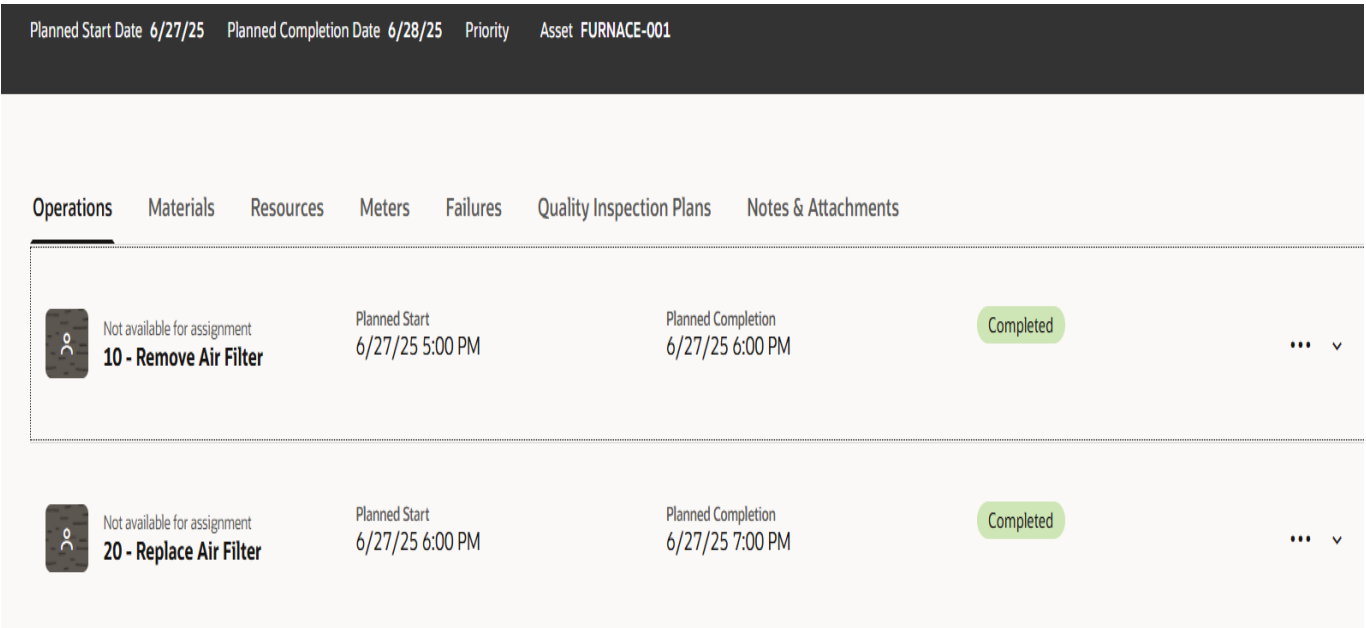 Planned Start Date 6/27/25 Planned Completion Date 6/28/25 Priority Asset FURNACE-001
Operations Materials Resources Meters Failures Quality Inspection Plans Notes & Attachments
Not available for assignment
10 - Remove Air Filter
Planned Start
6/27/25 5:00 PM
Planned Completion
6/27/25 6:00 PM
Completed
Not available for assignment
20 - Replace Air Filter
Planned Start
6/27/25 6:00 PM
Planned Completion
6/27/25 7:00 PM
Completed